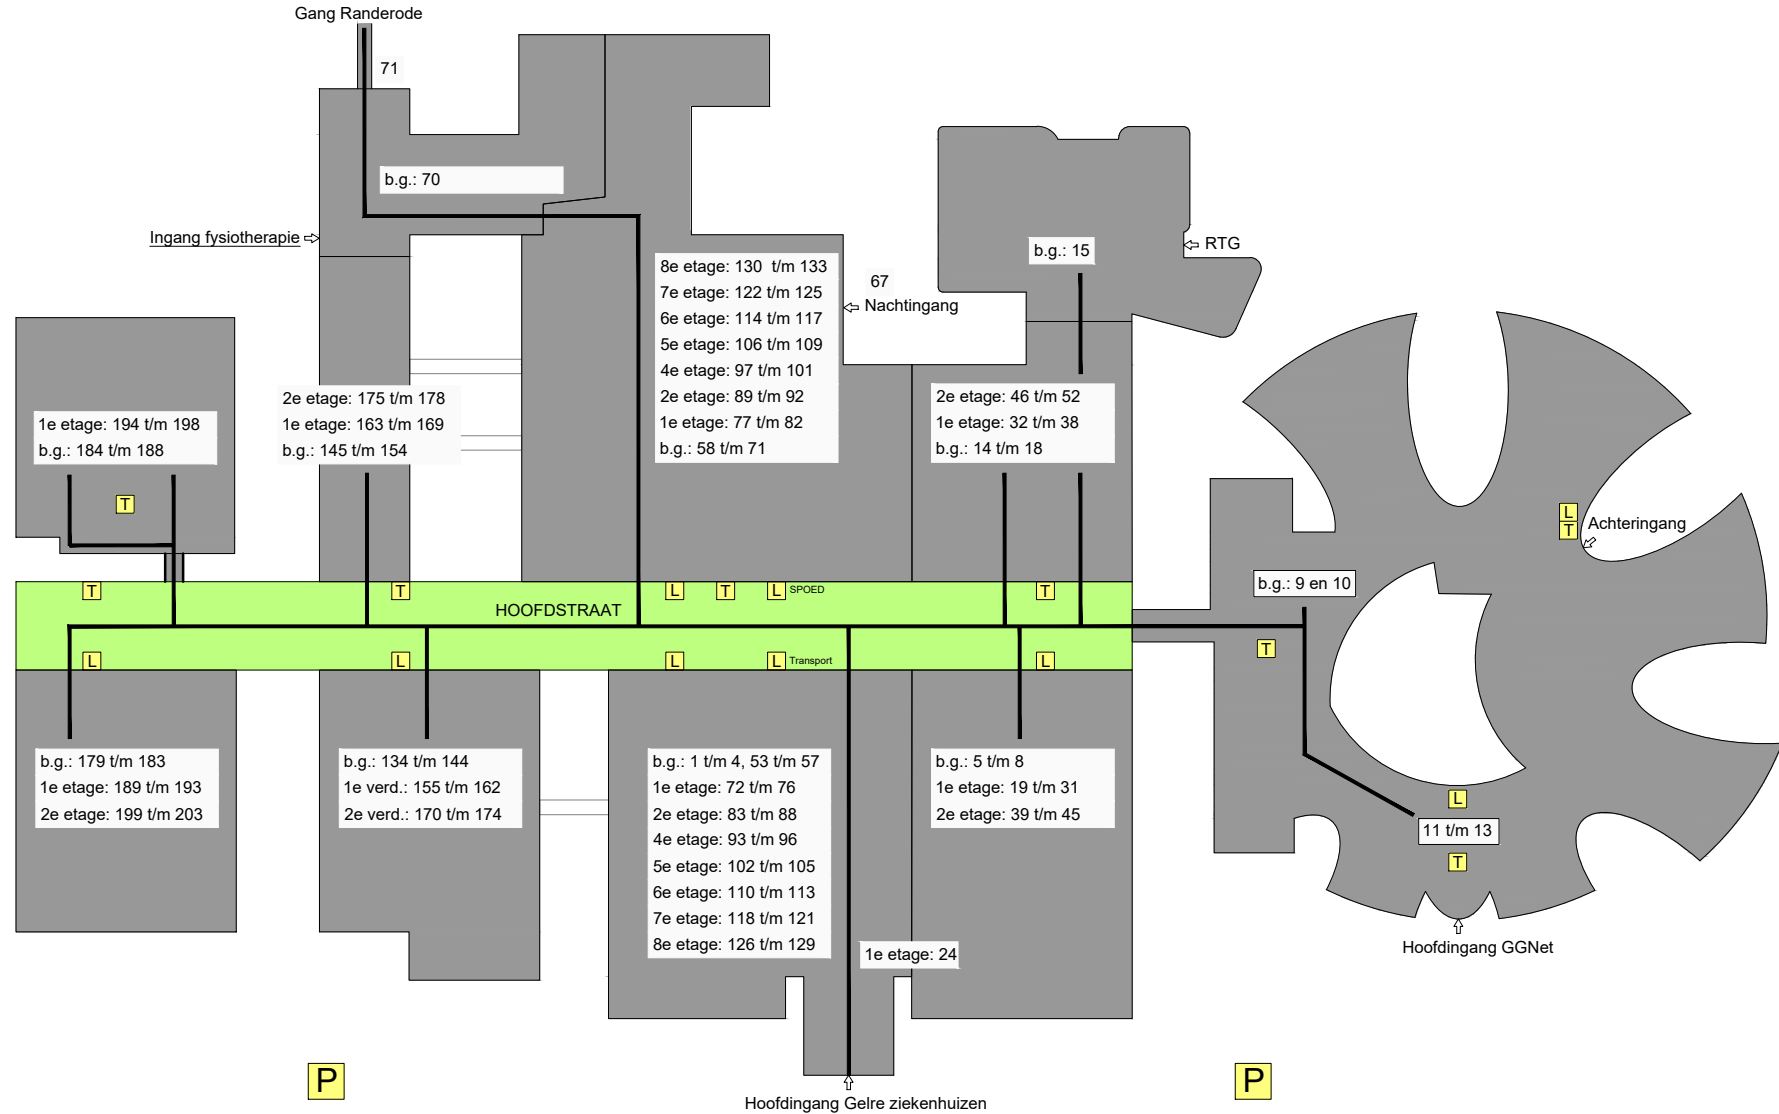 Gang Randerode
71
b.g.: 70
Ingang fysiotherapie
8e etage: 130  t/m 133
7e etage: 122 t/m 125
6e etage: 114 t/m 117
5e etage: 106 t/m 109
4e etage: 97 t/m 101
2e etage: 89 t/m 92
1e etage: 77 t/m 82
b.g.: 58 t/m 71
67
Nachtingang
b.g.: 15
RTG
2e etage: 46 t/m 52
1e etage: 32 t/m 38
b.g.: 14 t/m 18
2e etage: 175 t/m 178
1e etage: 163 t/m 169
b.g.: 145 t/m 154
1e etage: 194 t/m 198
b.g.: 184 t/m 188
T
L
T
Achteringang
b.g.: 9 en 10
T
T
L
T
L
SPOED
T
HOOFDSTRAAT
L
L
L
L
Transport
L
T
b.g.: 179 t/m 183
1e etage: 189 t/m 193
2e etage: 199 t/m 203
b.g.: 134 t/m 144
1e verd.: 155 t/m 162
2e verd.: 170 t/m 174
b.g.: 1 t/m 4, 53 t/m 57
1e etage: 72 t/m 76
2e etage: 83 t/m 88
4e etage: 93 t/m 96
5e etage: 102 t/m 105
6e etage: 110 t/m 113
7e etage: 118 t/m 121
8e etage: 126 t/m 129
b.g.: 5 t/m 8
1e etage: 19 t/m 31
2e etage: 39 t/m 45
1e etage: 24
L
11 t/m 13
T
Hoofdingang GGNet
P
P
Hoofdingang Gelre ziekenhuizen